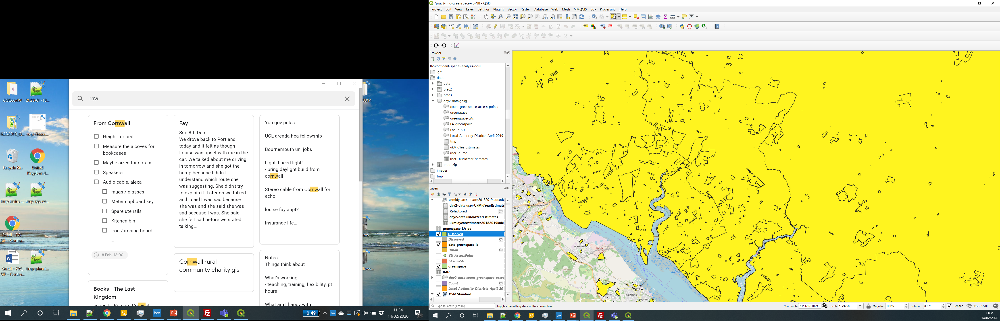 OSGeo4W
2020-01-13...
IMD2019_Q...
tmp-financ...
Recycle Bin
United
Kingdom J...
tmp-trains-...
tmp-rgs-co...
Gmail - FW_
SiP - Contra...
Gmail - FW_
SiP - Contra...
tmp-planni...
0314
llows...
rnw
From Cornwall
Height for bed
Measure the alcoves for
bookcases
Maybe sizes for sofa x
Speakers
Audio cable, alexa
mugs / glasses
Meter cupboard key
Spare utensils
Kitchen bin
Iron / ironing board
...
8 Feb, 13:00
Books - The Last
Kingdom
series by Bernard Cornwell
Fay
Sun 8th Dec
We drove back to Portland
today and it felt as though
Louise was upset with me in the
car. We talked about me driving
in tomorrow and she got the
hump because I didn't
understand which route she
was suggesting. She didn't try
to explain it. Later on we talked
and I said I was sad because
she was and she said she was
sad because I was. She said
she felt sad before we stated
talking...
Cornwall rural
community charity gis
You gov pules
UCL arenda hea fellowship
Bournemouth uni jobs
Light, I need light!
- bring daylight build from
cornwall
Stereo cable from Cornwall for
echo
louise fay appt?
Insurance life...
Notes
Things think about
What's working
- teaching, training, flexibility, pt
hours
What am I happy with
box
0:49
box
11:34
14/02/2020
14
*prac3-imd-greenspace-v5-NB - QGIS
Project Edit View Layer Settings Plugins Vector Raster Database Web Mesh MMQGIS SCP Processing Help
Browser
02-confident-spatial-analysis-qgis
.git
data
data
prac2
prac3
day2-data.gpkg
count-greenspace-access-points
greenspace
greenspace-LAs
LA-greenspace
LAs-in-SU
Local_Authority_Districts_April_2019_
tmp
ukMidYearEstimates
user-la-imd
user-UkMidYearEstimates
prac1.zip
images
tmp
Layers
ukmidyearestimates20182019ladcode
day2-data user-UkMidYearEstimate
Refactored
day2-data ukMidYearEstimates
ukmidyearestimates20182019ladc
greenspace-LA-pc
Dissolved
Dissolved
data-greenspace-la
Union
SU_AccessPoint
LAs-in-SU
greenspace
IMD
day2-data count-greenspace-acces
Count
Local_Authority_Districts_April_20
OSM Standard
Totton
Marchwood
Hollybank
Type to locate (Ctrl+K)
Toggles the editing state of the current layer
Coordinate 444470,110293
Scale 1:79758
Magnifier 100%
Rotation 0.0 °
Render
EPSG:27700
box
11:34
14/02/2020